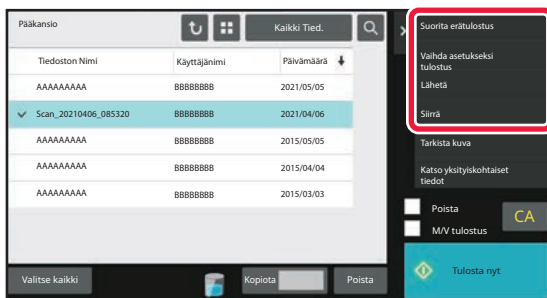 Pääkansio
Kaikki Tied.
Tiedoston Nimi Käyttäjänimi Päivämäärä
AAAAAAAAA BBBBBBBB 2021/05/05
Scan_20210406_085320 BBBBBBBB 2021/04/06
AAAAAAAAA BBBBBBBB 2015/05/05
AAAAAAAAA BBBBBBBB 2015/04/04
AAAAAAAAA BBBBBBBB 2015/03/03
Valitse kaikki
Kopiota
Poista
Suorita erätulostus
Vaihda asetukseksi
tulostus
Lähetä
Siirrä
Tarkista kuva
Katso yksityiskohtaiset
tiedot
Poista
M/V tulostus
CA
Tulosta nyt